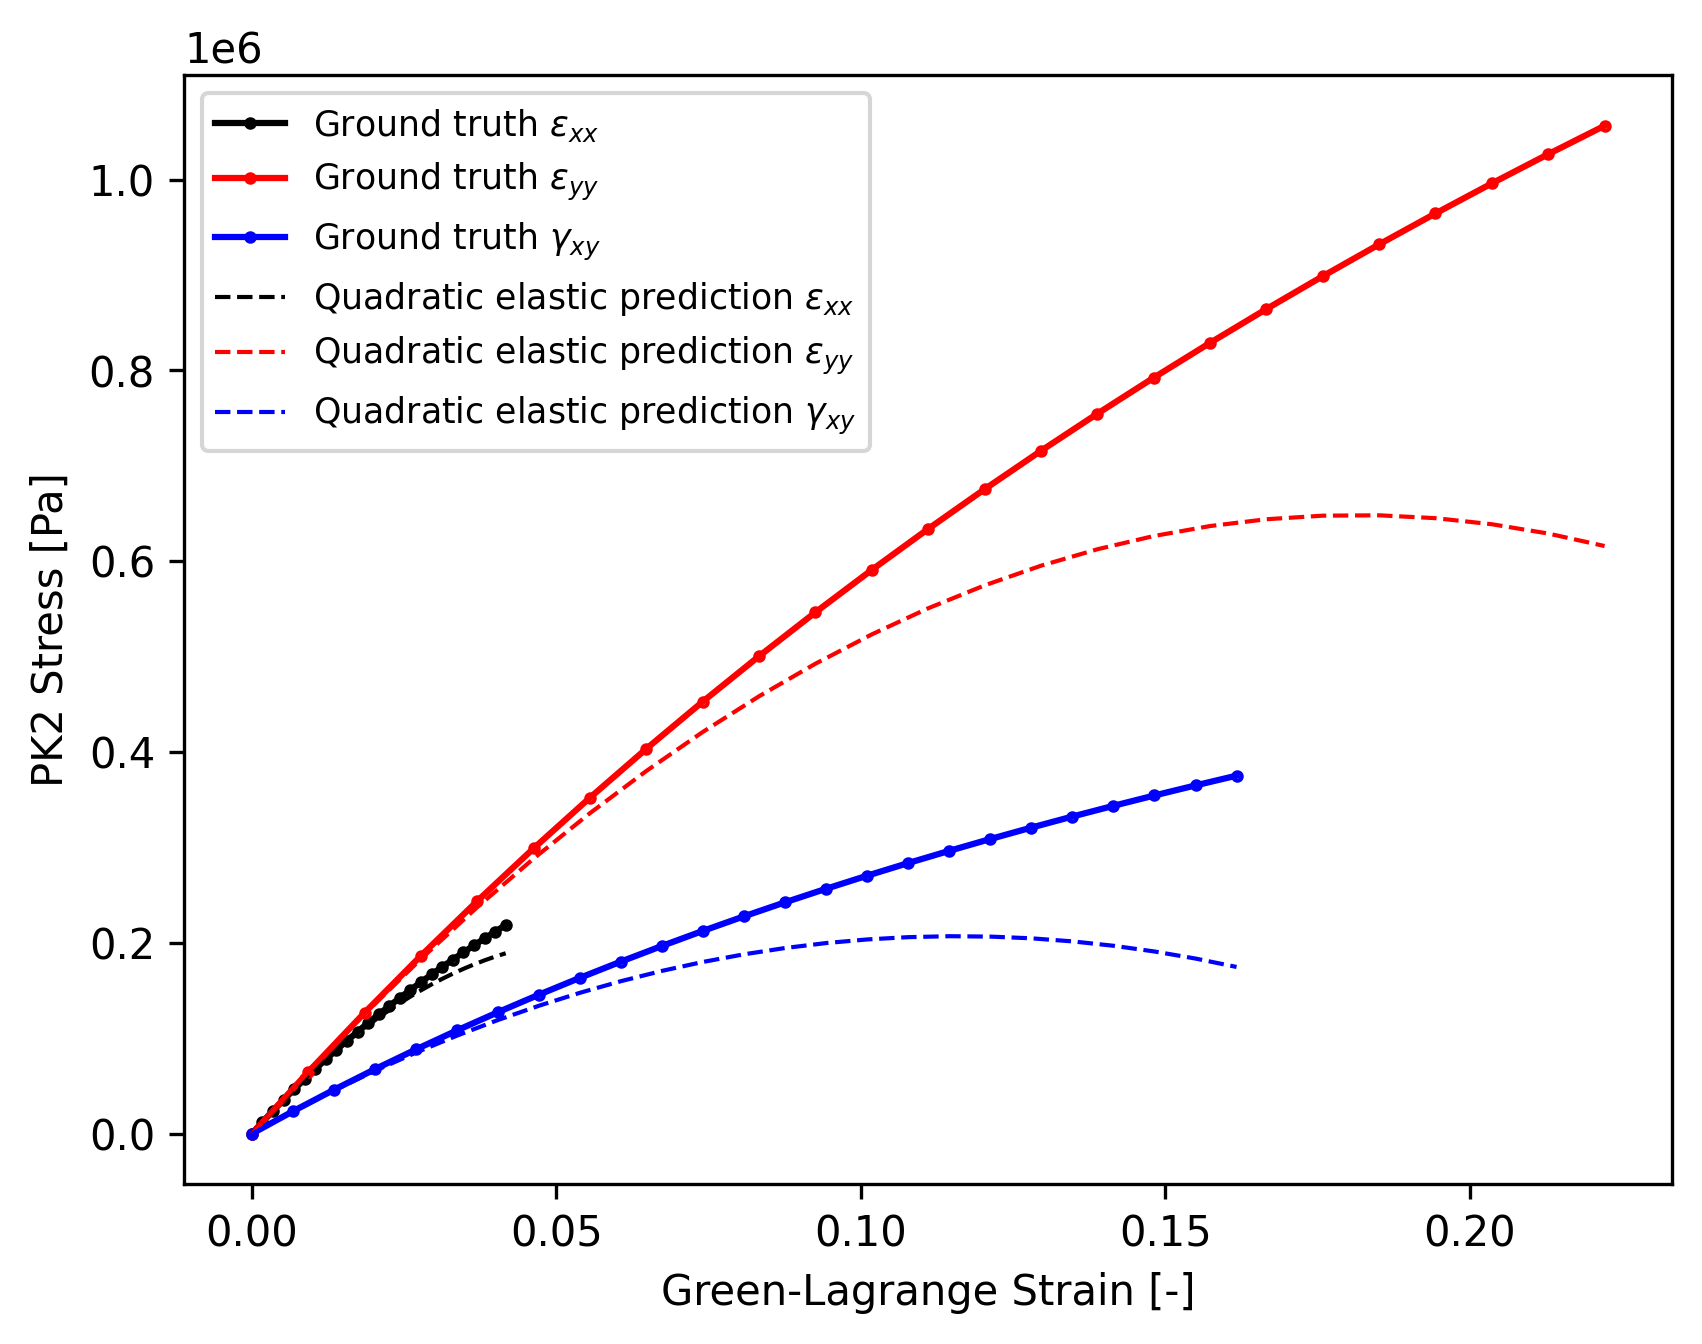 1e6
Ground truth εxx
Ground truth εyy
Ground truth γxy
Quadratic elastic prediction εxx
Quadratic elastic prediction εyy
Quadratic elastic prediction γxy
1.0
0.8
0.6
0.4
0.2
0.0
PK2 Stress [Pa]
0.00 0.05 0.10 0.15 0.20
Green-Lagrange Strain [-]